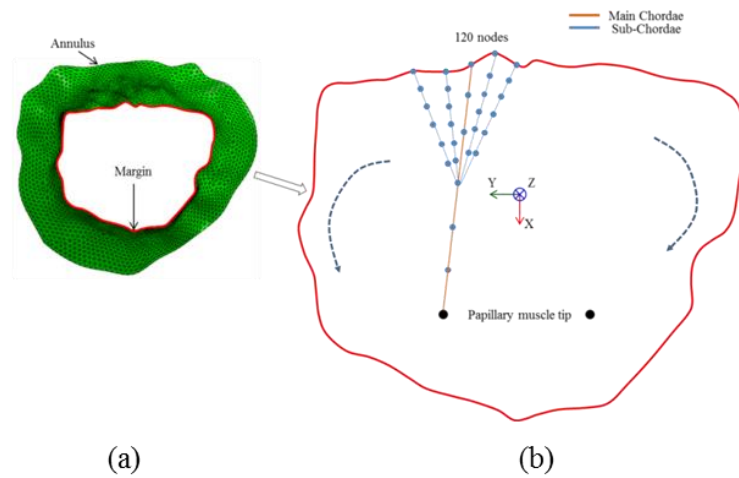 Main Chordae
Sub-Chordae
Annulus
120 nodes
Margin
Y
Z
X
Papillary muscle tip
(a)
(b)